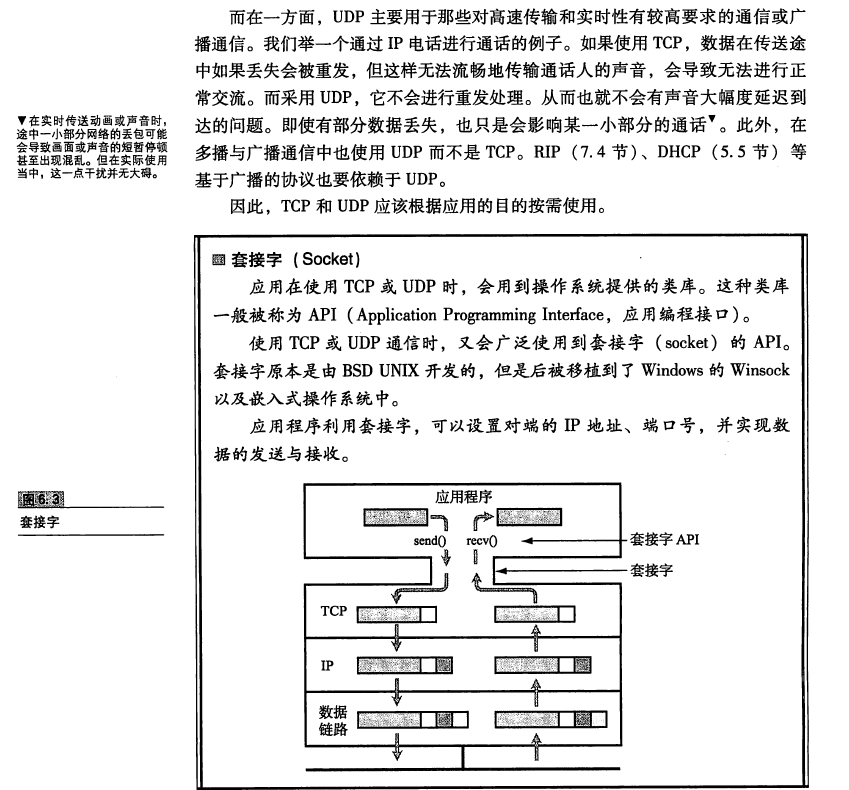 而在一方面，UDP 主要用于那些对高速传输和实时性有较高要求的通信或广
播通信。我们举一个通过 IP 电话进行通话的例子。如果使用 TCP，数据在传送途
中如果丢失会被重发，但这样无法流畅地传输通话人的声音，会导致无法进行正
常交流。而采用 UDP，它不会进行重发处理。从而也就不会有声音大幅度延迟到
达的问题。即使有部分数据丢失，也只是会影响某一小部分的通话▼。此外，在
多播与广播通信中也使用 UDP 而不是 TCP。RIP（7.4 节）、DHCP（5.5 节）等
基于广播的协议也要依赖于 UDP。
因此，TCP 和 UDP 应该根据应用的目的按需使用。
▼在实时传送动画或声音时，
途中一小部分网络的丢包可能
会导致画面或声音的短暂停顿
甚至出现混乱。但在实际使用
当中，这一点干扰并无大碍。
套接字（Socket）
应用在使用 TCP 或 UDP 时，会用到操作系统提供的类库。这种类库
一般被称为 API（Application Programming Interface，应用编程接口）。
使用 TCP 或 UDP 通信时，又会广泛使用到套接字（socket）的 API。
套接字原本是由 BSD UNIX 开发的，但是后被移植到了 Windows 的 Winsock
以及嵌入式操作系统中。
应用程序利用套接字，可以设置对端的 IP 地址、端口号，并实现数
据的发送与接收。
图6.3
套接字
应用程序
send()
recv()
套接字 API
套接字
TCP
IP
数据
链路